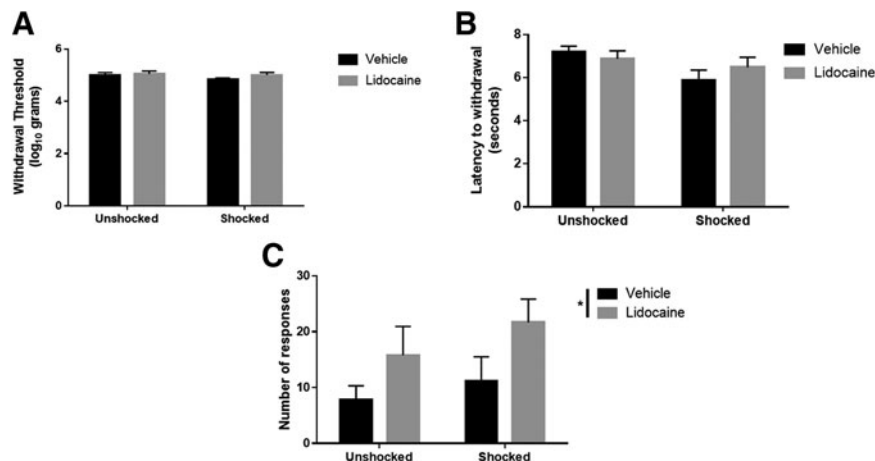 A
Withdrawal Threshold
(log₁₀ grams)
6
4
2
0
Unshocked
Shocked
Vehicle
Lidocaine
B
Latency to withdrawal
(seconds)
8
6
4
2
0
Unshocked
Shocked
Vehicle
Lidocaine
C
Number of responses
30
20
10
0
Unshocked
Shocked
*
Vehicle
Lidocaine